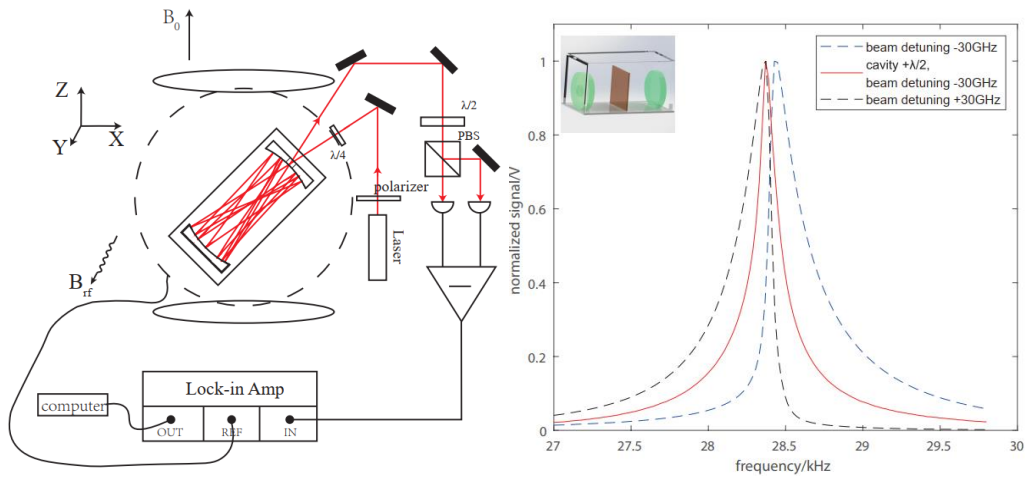 B0
Z
Y
X
λ/4
λ/2
PBS
polarizer
Laser
Brf
Lock-in Amp
computer
OUT
REF
IN
normalized signal/V
1
0.8
0.6
0.4
0.2
0
27
27.5
28
28.5
29
29.5
30
frequency/kHz
beam detuning -30GHz
cavity +λ/2,
beam detuning -30GHz
beam detuning +30GHz